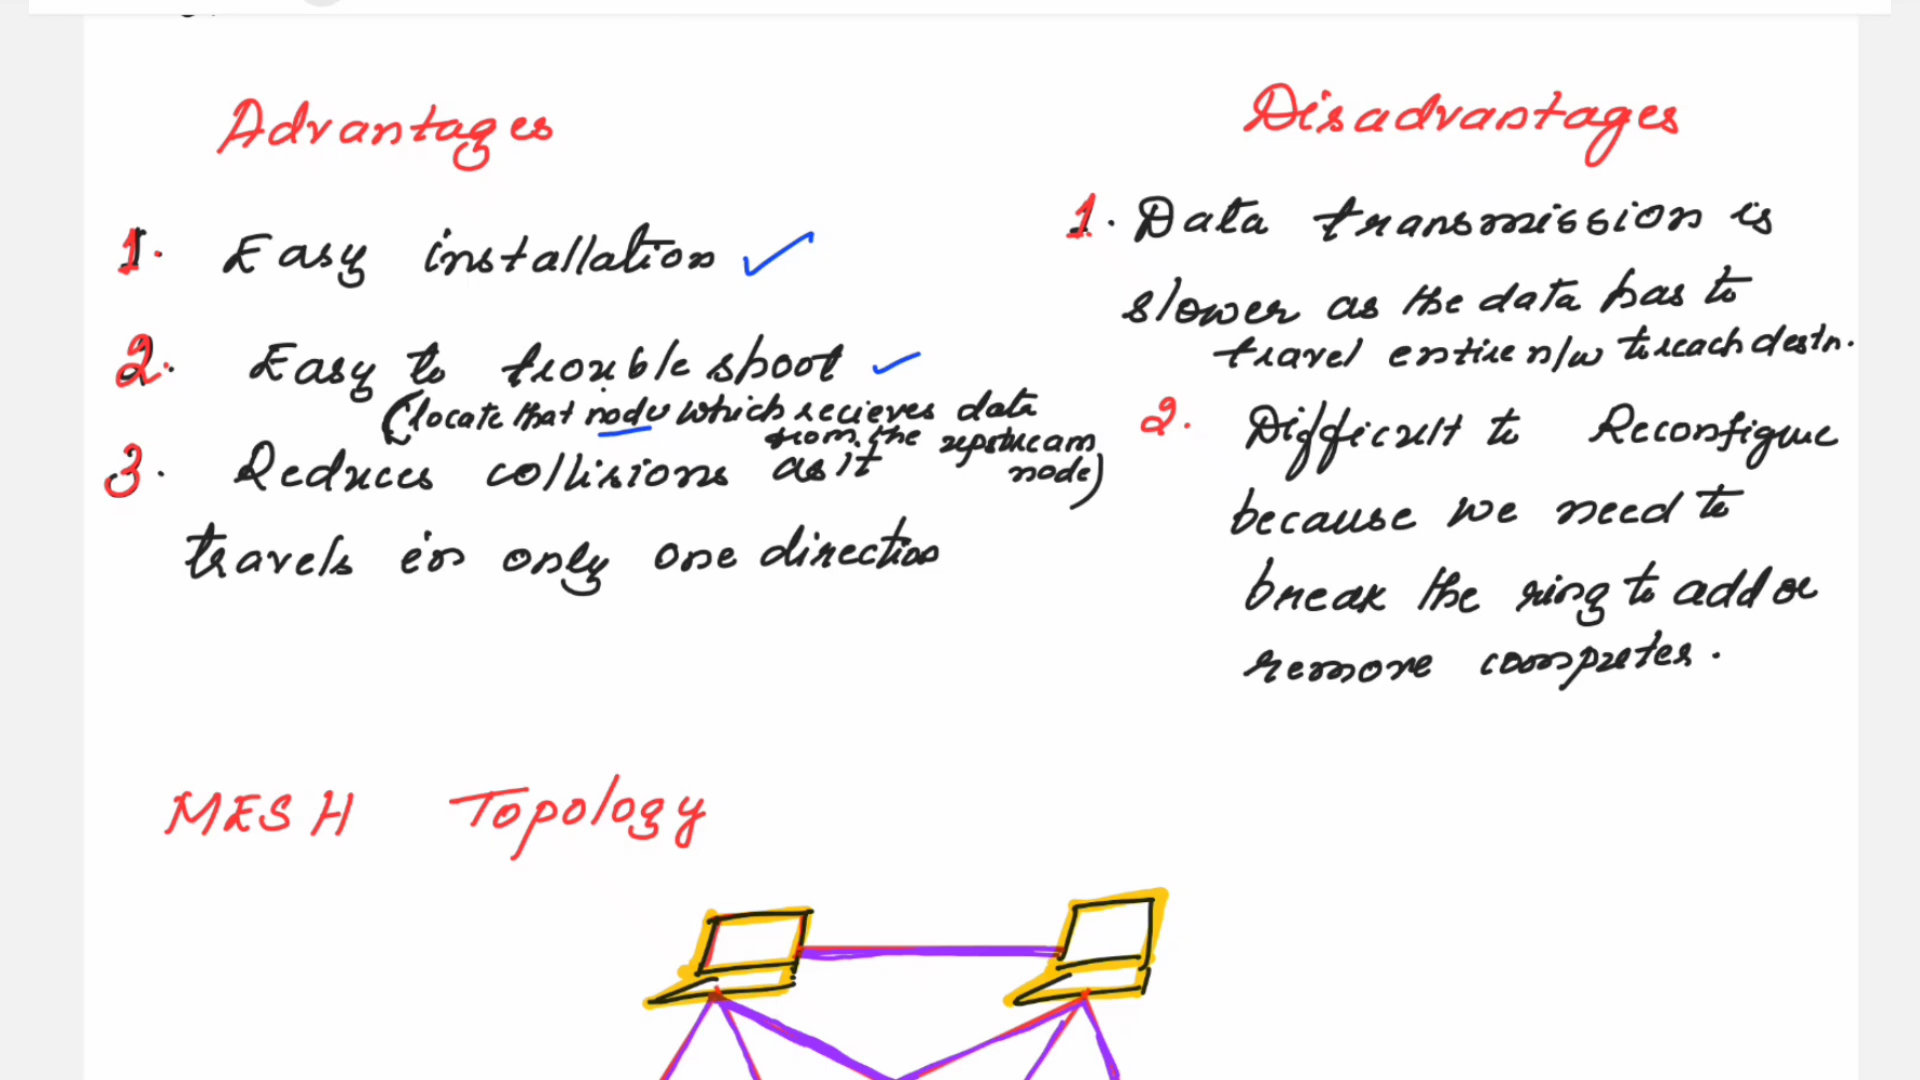 Advantages
1. Easy installation
2. Easy to trouble shoot
(locate that node which recieves data
from the upstream
node)
3. Reduces collisions as it
travels in only one direction
Disadvantages
1. Data transmission is
slower as the data has to
travel entire n/w to reach destn.
2. Difficult to Reconfigure
because we need to
break the ring to add or
remove computer.
MESH Topology